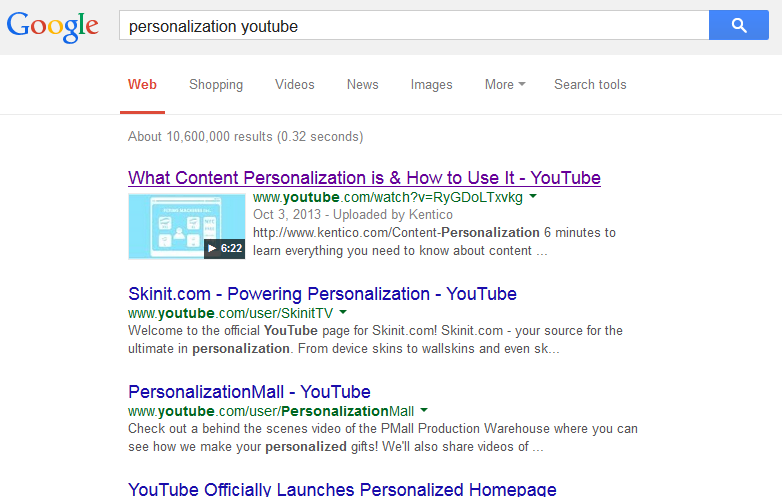 Google
personalization youtube
Web Shopping Videos News Images More Search tools
About 10,600,000 results (0.32 seconds)
What Content Personalization is & How to Use It - YouTube
www.youtube.com/watch?v=RyGDoLTxvkg
Oct 3, 2013 - Uploaded by Kentico
http://www.kentico.com/Content-Personalization 6 minutes to
learn everything you need to know about content ...
6:22
Skinit.com - Powering Personalization - YouTube
www.youtube.com/user/SkinitTV
Welcome to the official YouTube page for Skinit.com! Skinit.com - your source for the
ultimate in personalization. From device skins to wallskins and even sk...
PersonalizationMall - YouTube
www.youtube.com/user/PersonalizationMall
Check out a behind the scenes video of the PMall Production Warehouse where you can
see how we make your personalized gifts! We'll also share videos of ...
YouTube Officially Launches Personalized Homepage